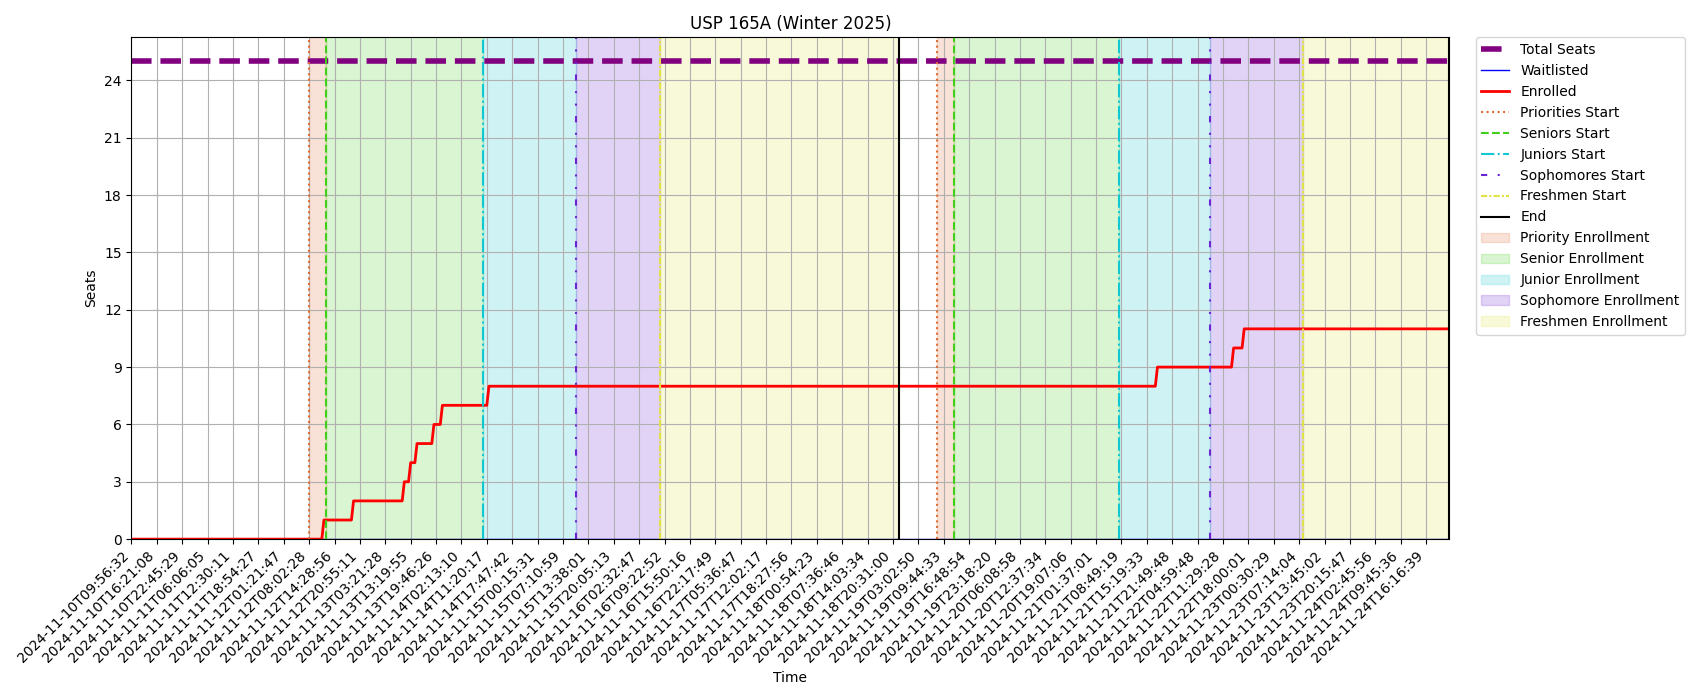 USP 165A (Winter 2025)
Seats
24
21
18
15
12
9
6
3
0
2024-11-10T09:56:32
2024-11-10T16:21:08
2024-11-10T22:45:29
2024-11-11T06:06:05
2024-11-11T12:30:11
2024-11-11T18:54:27
2024-11-12T01:21:47
2024-11-12T08:02:28
2024-11-12T14:28:56
2024-11-12T20:55:11
2024-11-13T03:21:28
2024-11-13T13:19:55
2024-11-13T19:46:26
2024-11-14T02:13:10
2024-11-14T11:20:17
2024-11-14T17:47:42
2024-11-15T00:15:31
2024-11-15T07:10:59
2024-11-15T13:38:01
2024-11-15T20:05:13
2024-11-16T02:32:47
2024-11-16T09:22:52
2024-11-16T15:50:16
2024-11-16T22:17:49
2024-11-17T05:36:47
2024-11-17T12:02:17
2024-11-17T18:27:56
2024-11-18T00:54:23
2024-11-18T07:36:46
2024-11-18T14:03:34
2024-11-18T20:31:00
2024-11-19T03:02:50
2024-11-19T09:44:33
2024-11-19T16:48:54
2024-11-19T23:18:20
2024-11-20T06:08:58
2024-11-20T12:37:34
2024-11-20T19:07:06
2024-11-21T01:37:01
2024-11-21T08:49:19
2024-11-21T15:19:33
2024-11-21T21:49:48
2024-11-22T04:59:48
2024-11-22T11:29:28
2024-11-22T18:00:01
2024-11-23T00:30:29
2024-11-23T07:14:04
2024-11-23T13:45:02
2024-11-23T20:15:47
2024-11-24T02:45:56
2024-11-24T09:45:36
2024-11-24T16:16:39
Time
Total Seats
Waitlisted
Enrolled
Priorities Start
Seniors Start
Juniors Start
Sophomores Start
Freshmen Start
End
Priority Enrollment
Senior Enrollment
Junior Enrollment
Sophomore Enrollment
Freshmen Enrollment